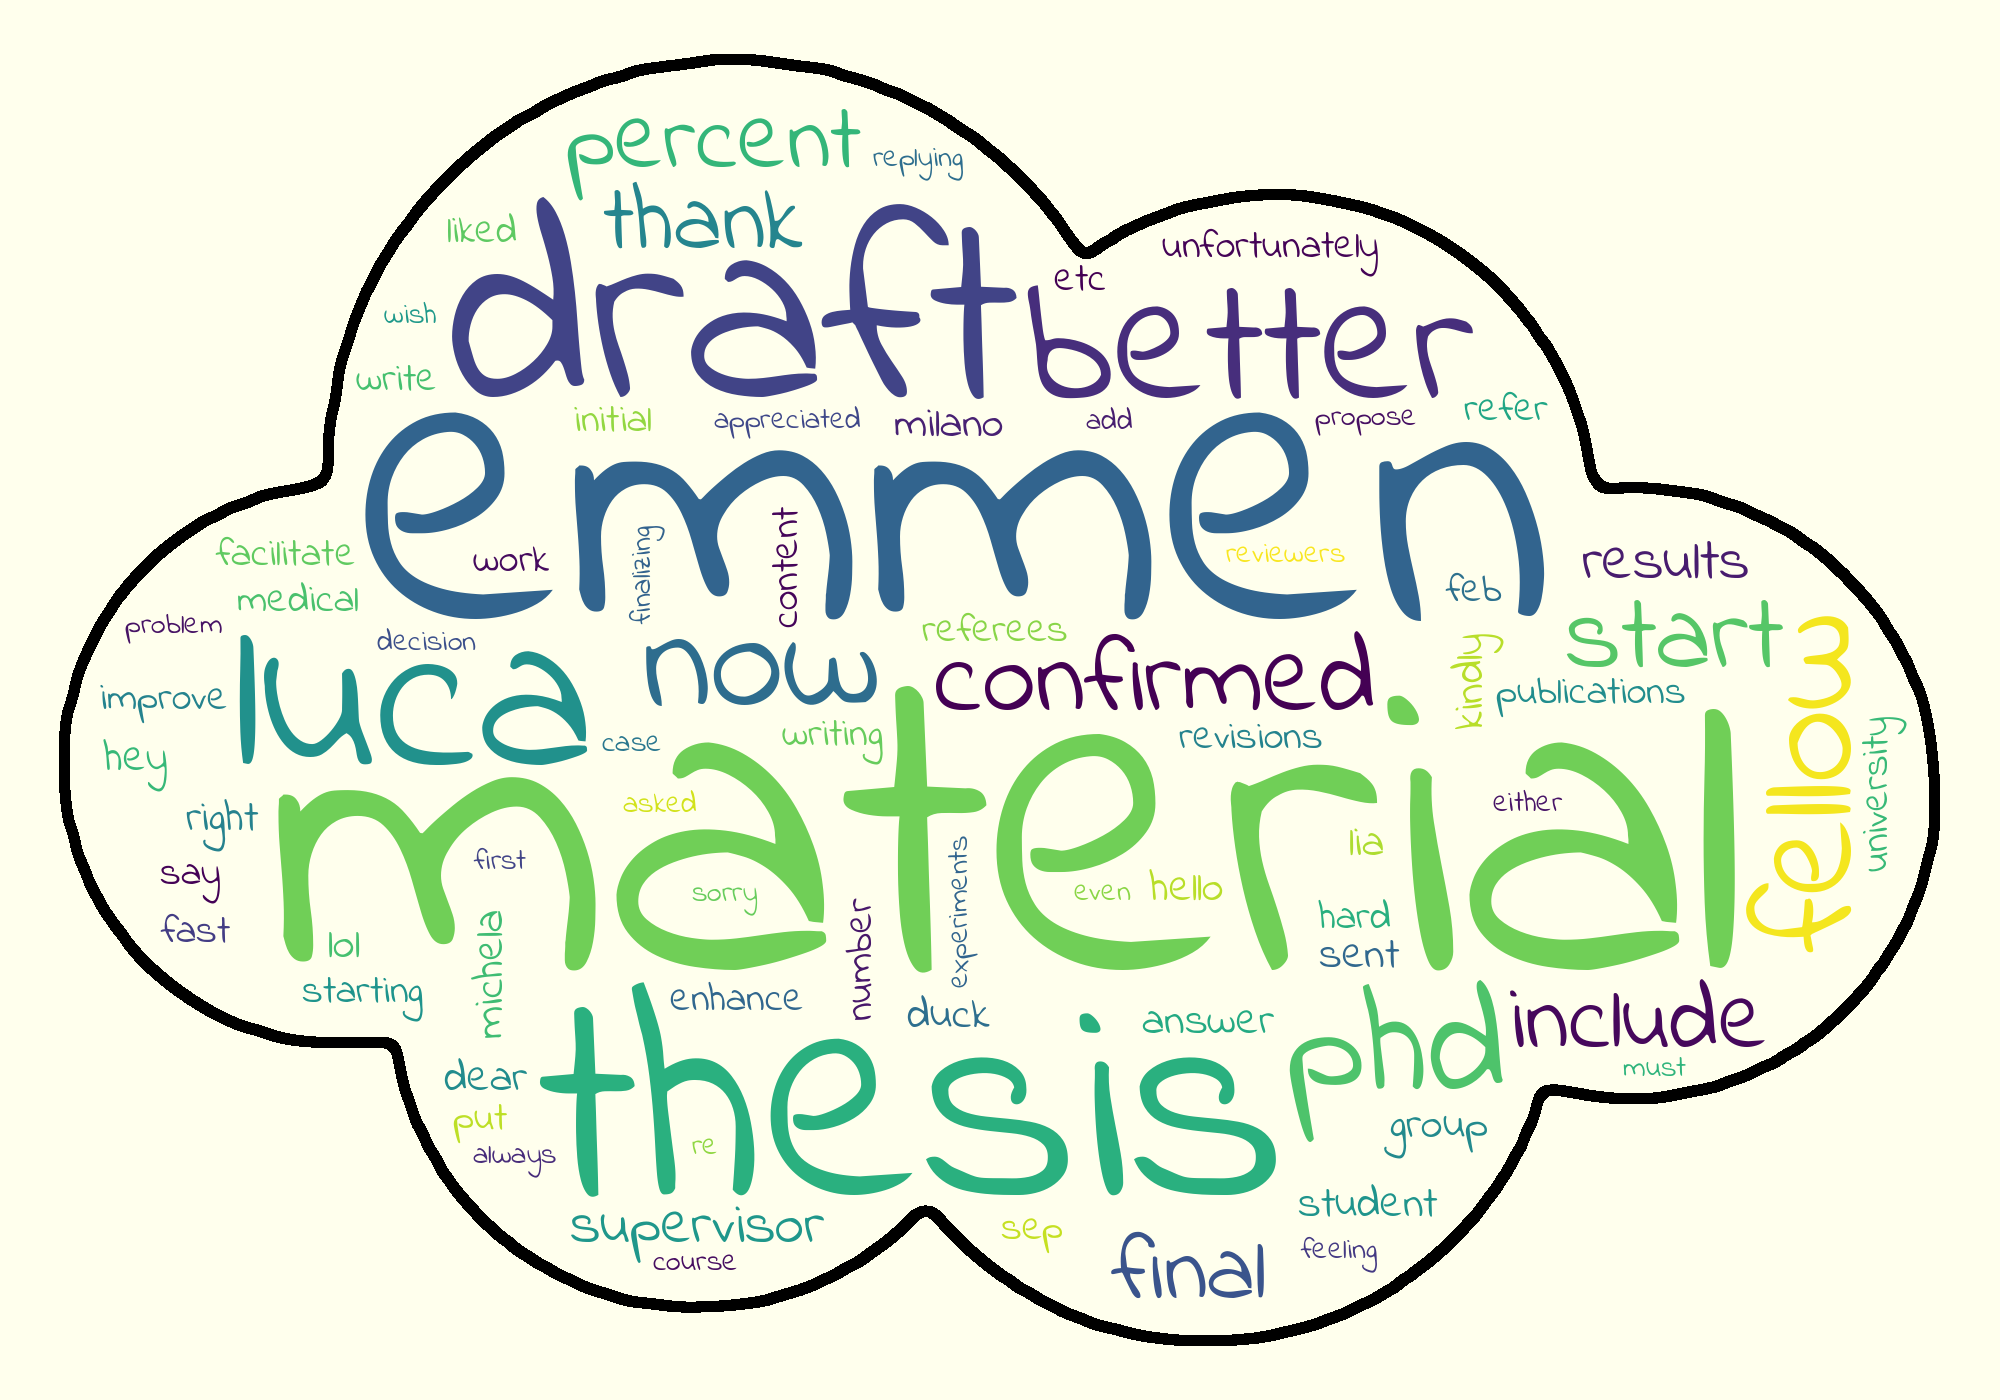 percent
replying
thank
liked
draft
unfortunately
etc
better
wish
write
initial
appreciated
milano
add
propose
refer
emmen
facilitate
work
finalizing
content
reviewers
feb
results
medical
problem
decision
luca
now
referees
confirmed
kindly
start
fellow
improve
publications
hey
case
writing
revisions
university
material
right
asked
either
first
lia
say
sorry
even
hello
experiments
number
fast
lol
michela
hard
sent
starting
enhance
duck
answer
phd
include
must
dear
thesis
put
always
re
group
supervisor
course
sep
final
student
feeling